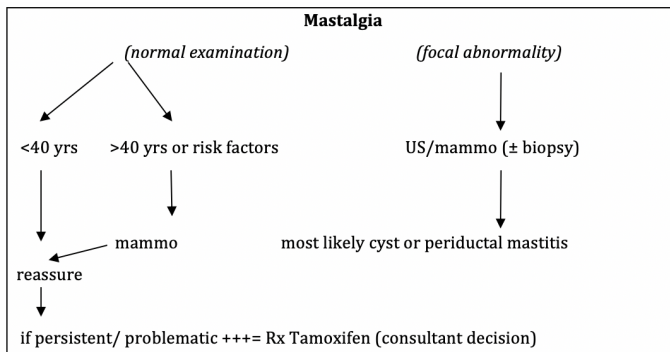 Mastalgia
(normal examination) (focal abnormality)
<40 yrs >40 yrs or risk factors US/mammo (± biopsy)
mammo most likely cyst or periductal mastitis
reassure
if persistent/ problematic +++= Rx Tamoxifen (consultant decision)